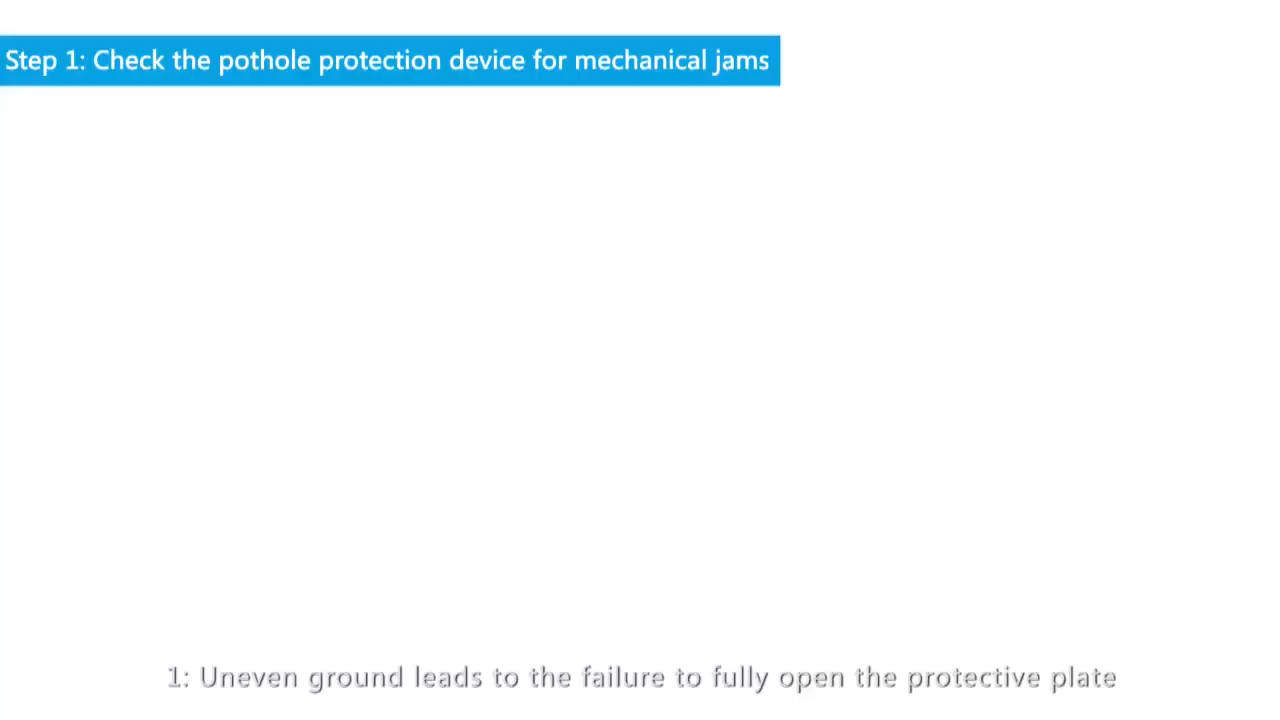 Step 1: Check the pothole protection device for mechanical jams
1: Uneven ground leads to the failure to fully open the protective plate